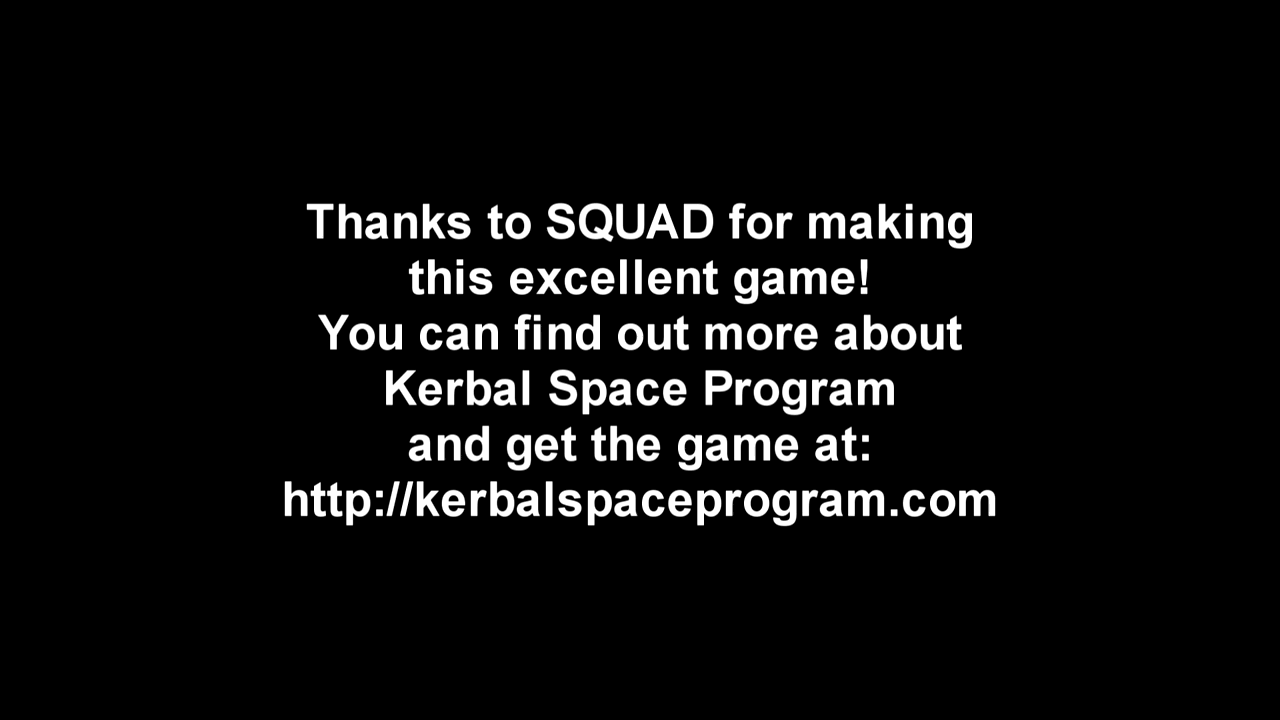 Thanks to SQUAD for making
this excellent game!
You can find out more about
Kerbal Space Program
and get the game at:
http://kerbalspaceprogram.com